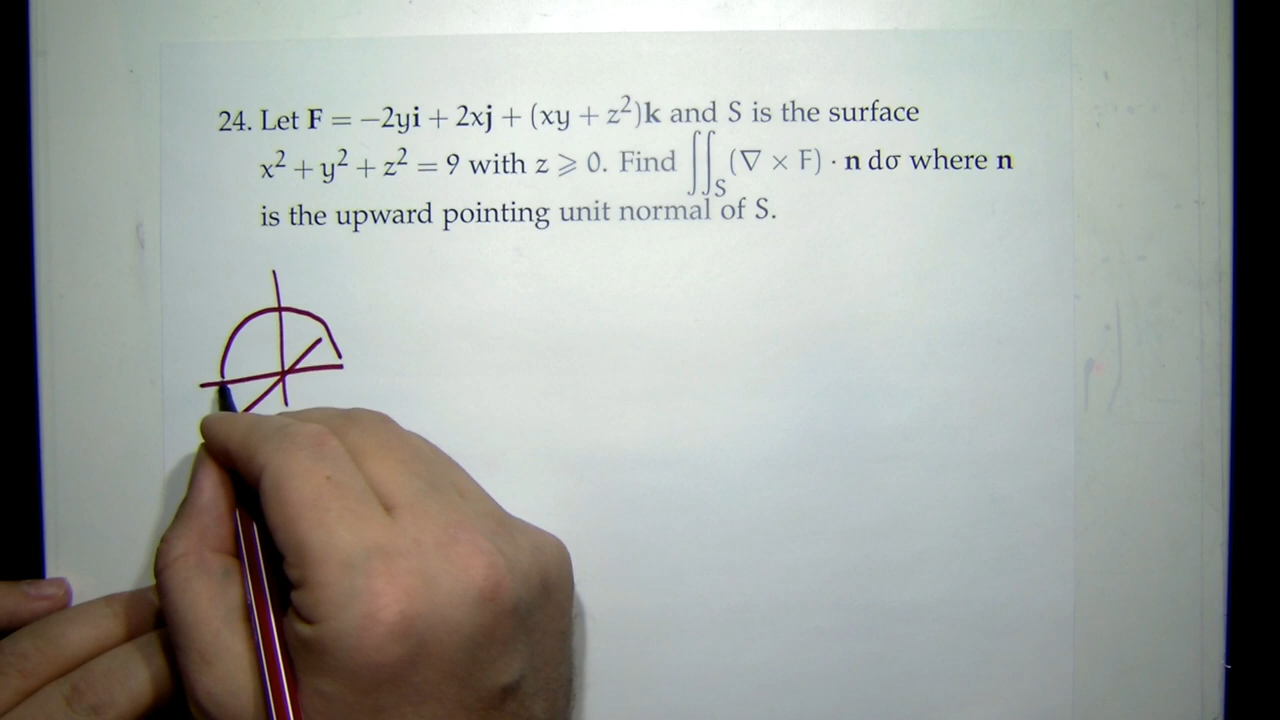 24. Let F = −2yi + 2xj + (xy + z²)k and S is the surface
x² + y² + z² = 9 with z ⩾ 0. Find ∬_S (∇ × F) · n dσ where n
is the upward pointing unit normal of S.